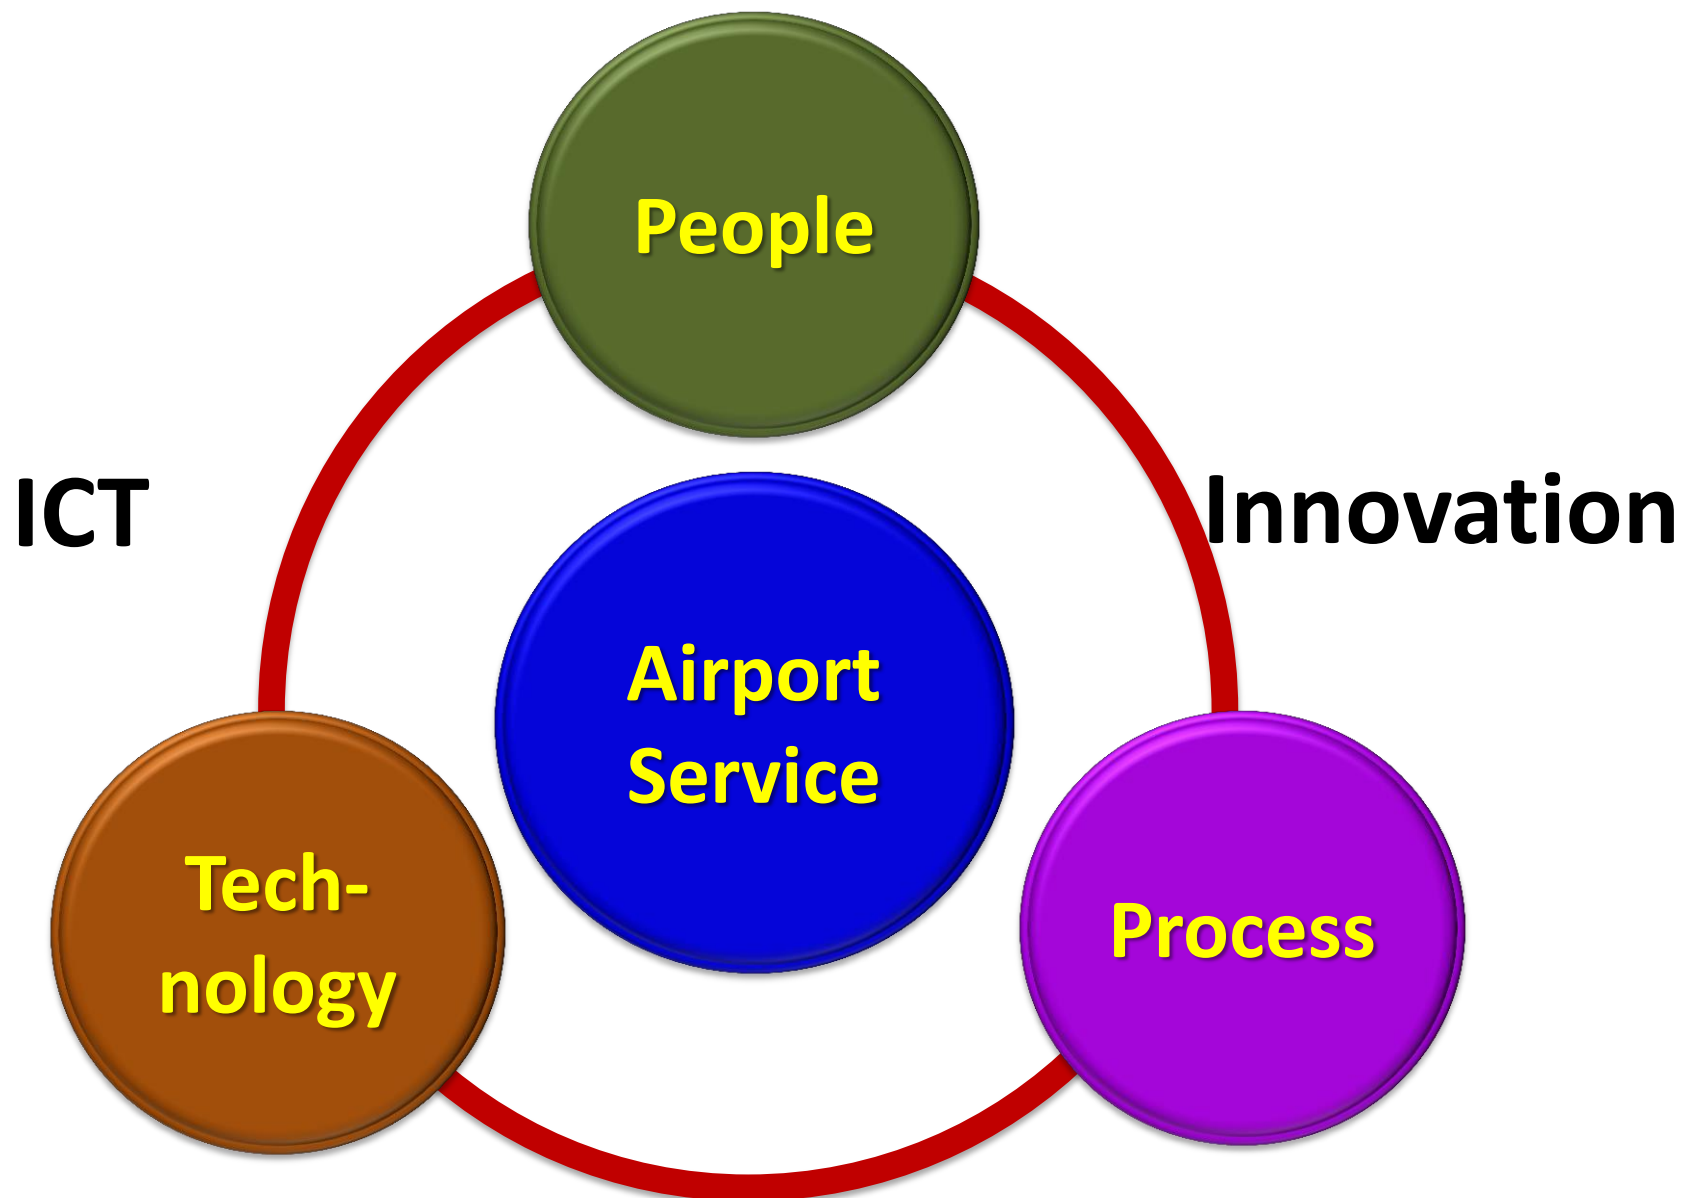 People
ICT
Innovation
Airport
Service
Tech-
nology
Process